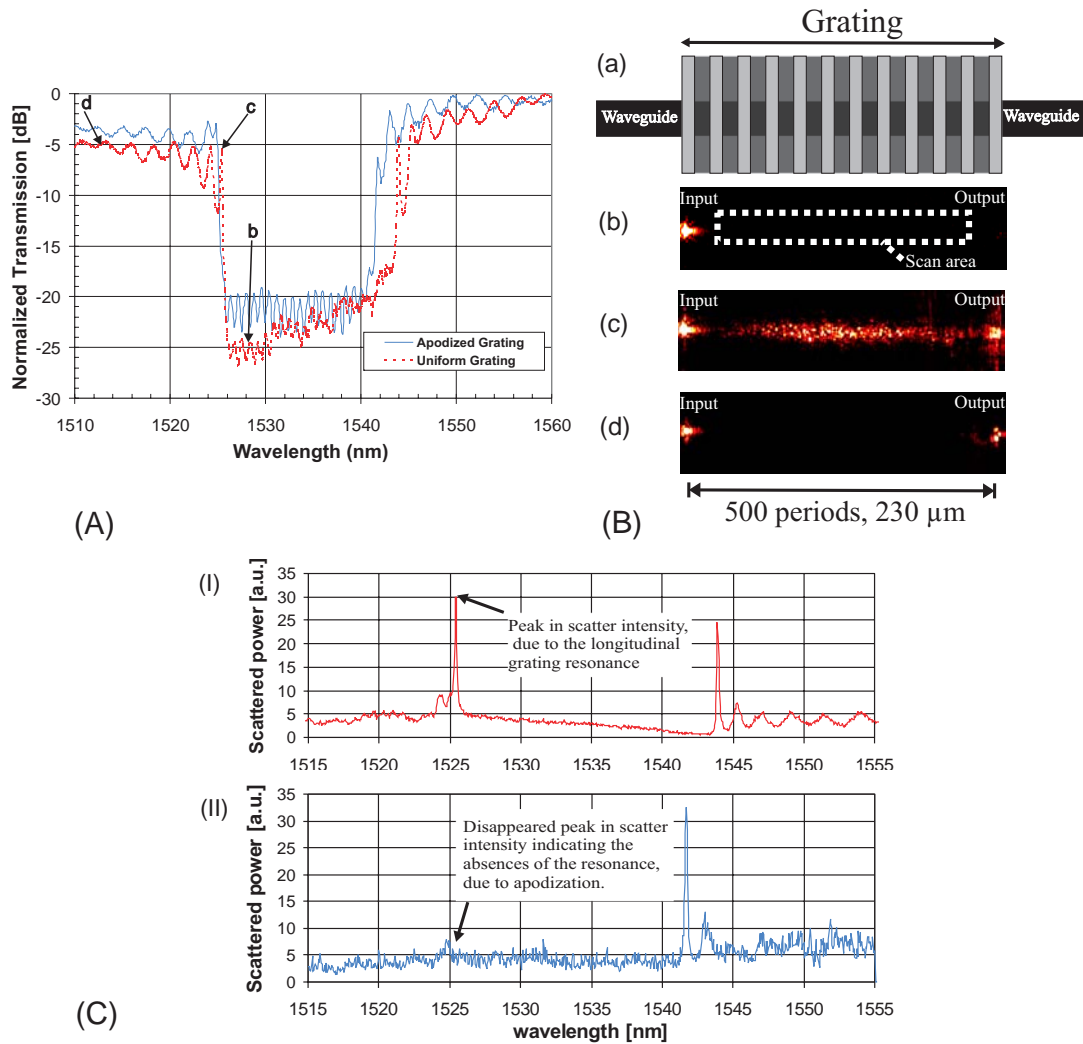 0
-5
-10
-15
-20
-25
-30
Normalized Transmission [dB]
d
c
b
Apodized Grating
Uniform Grating
1510 1520 1530 1540 1550 1560
Wavelength (nm)
(A)
Grating
(a)
Waveguide
Waveguide
(b)
Input
Output
Scan area
(c)
Input
Output
(d)
Input
Output
500 periods, 230 µm
(B)
(I)
Scattered power [a.u.]
35
30
25
20
15
10
5
0
Peak in scatter intensity,
due to the longitudinal
grating resonance
1515 1520 1525 1530 1535 1540 1545 1550 1555
(II)
Scattered power [a.u.]
35
30
25
20
15
10
5
0
Disappeared peak in scatter
intensity indicating the
absences of the resonance,
due to apodization.
1515 1520 1525 1530 1535 1540 1545 1550 1555
wavelength [nm]
(C)